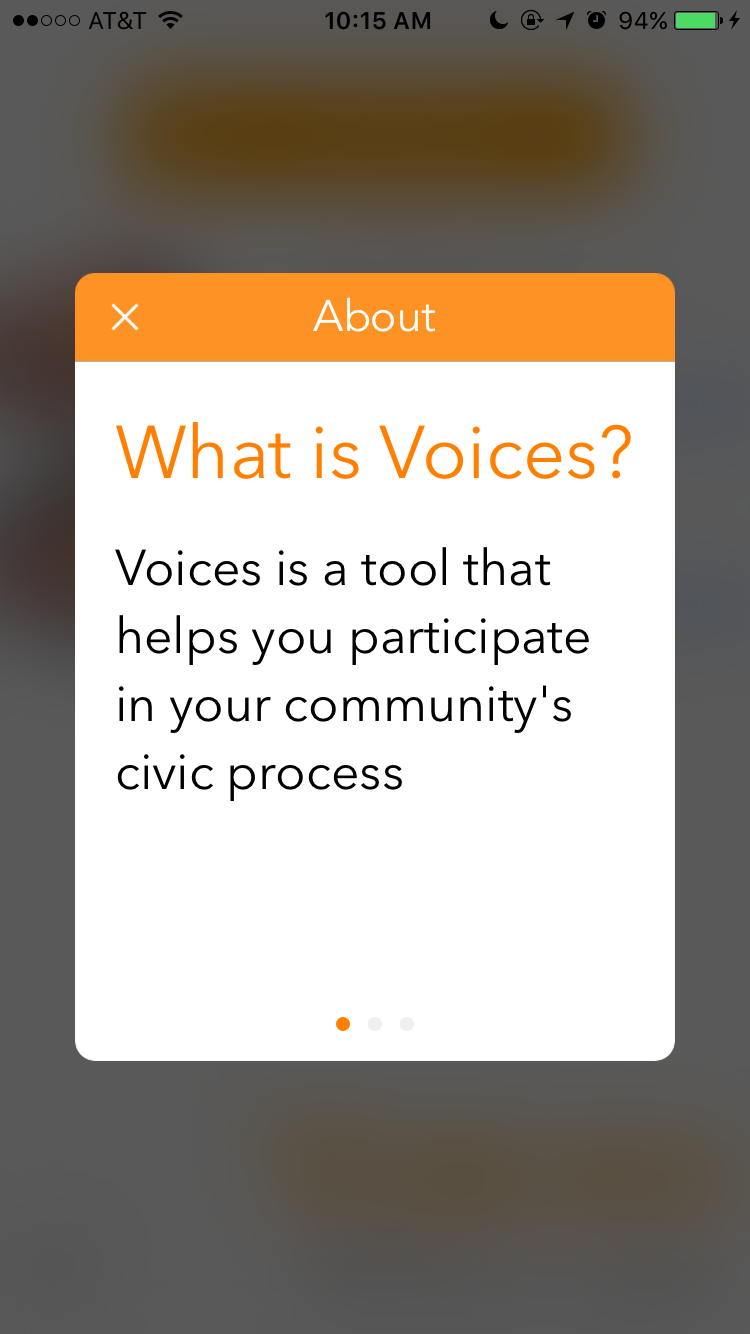 AT&T 10:15 AM 94%
About
What is Voices?
Voices is a tool that
helps you participate
in your community's
civic process